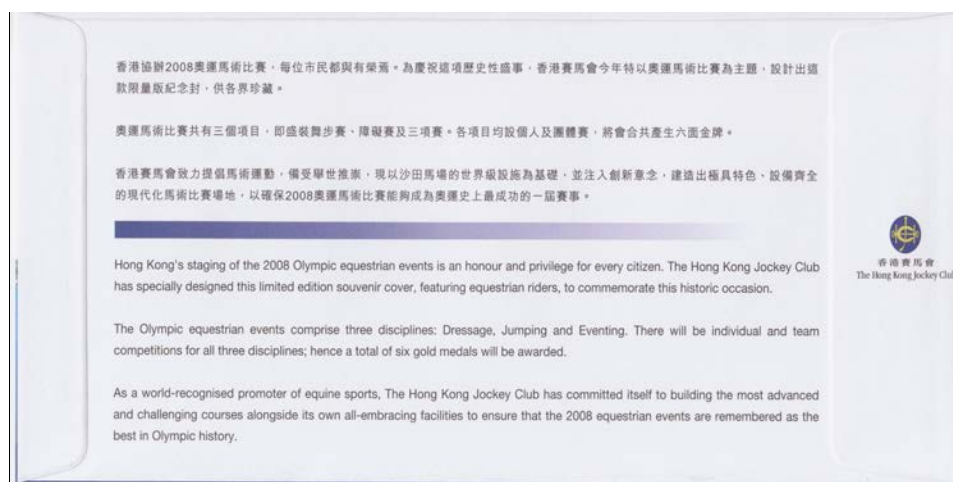 香港協辦2008奧運馬術比賽，每位市民都與有榮焉。為慶祝這項歷史性盛事，香港賽馬會今年特以奧運馬術比賽為主題，設計出這
款限量版紀念封，供各界珍藏。
奧運馬術比賽共有三個項目，即盛裝舞步賽、障礙賽及三項賽。各項目均設個人及團體賽，將會合共產生六面金牌。
香港賽馬會致力提倡馬術運動，備受舉世推崇，現以沙田馬場的世界級設施為基礎，並注入創新意念，建造出極具特色、設備齊全
的現代化馬術比賽場地，以確保2008奧運馬術比賽能夠成為奧運史上最成功的一屆賽事。
Hong Kong's staging of the 2008 Olympic equestrian events is an honour and privilege for every citizen. The Hong Kong Jockey Club
has specially designed this limited edition souvenir cover, featuring equestrian riders, to commemorate this historic occasion.
The Olympic equestrian events comprise three disciplines: Dressage, Jumping and Eventing. There will be individual and team
competitions for all three disciplines; hence a total of six gold medals will be awarded.
As a world-recognised promoter of equine sports, The Hong Kong Jockey Club has committed itself to building the most advanced
and challenging courses alongside its own all-embracing facilities to ensure that the 2008 equestrian events are remembered as the
best in Olympic history.
香港賽馬會
The Hong Kong Jockey Clu